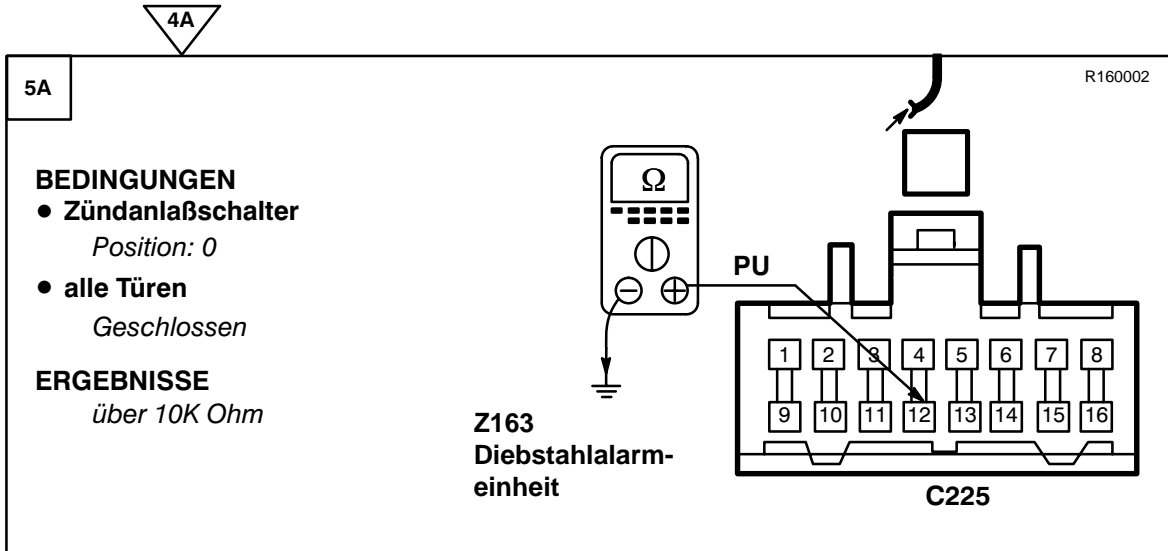 4A
5A
R160002
BEDINGUNGEN
● Zündanlaßschalter
Position: 0
● alle Türen
Geschlossen
ERGEBNISSE
über 10K Ohm
Ω
PU
Z163
Diebstahlalarm-
einheit
1 2 3 4 5 6 7 8
9 10 11 12 13 14 15 16
C225